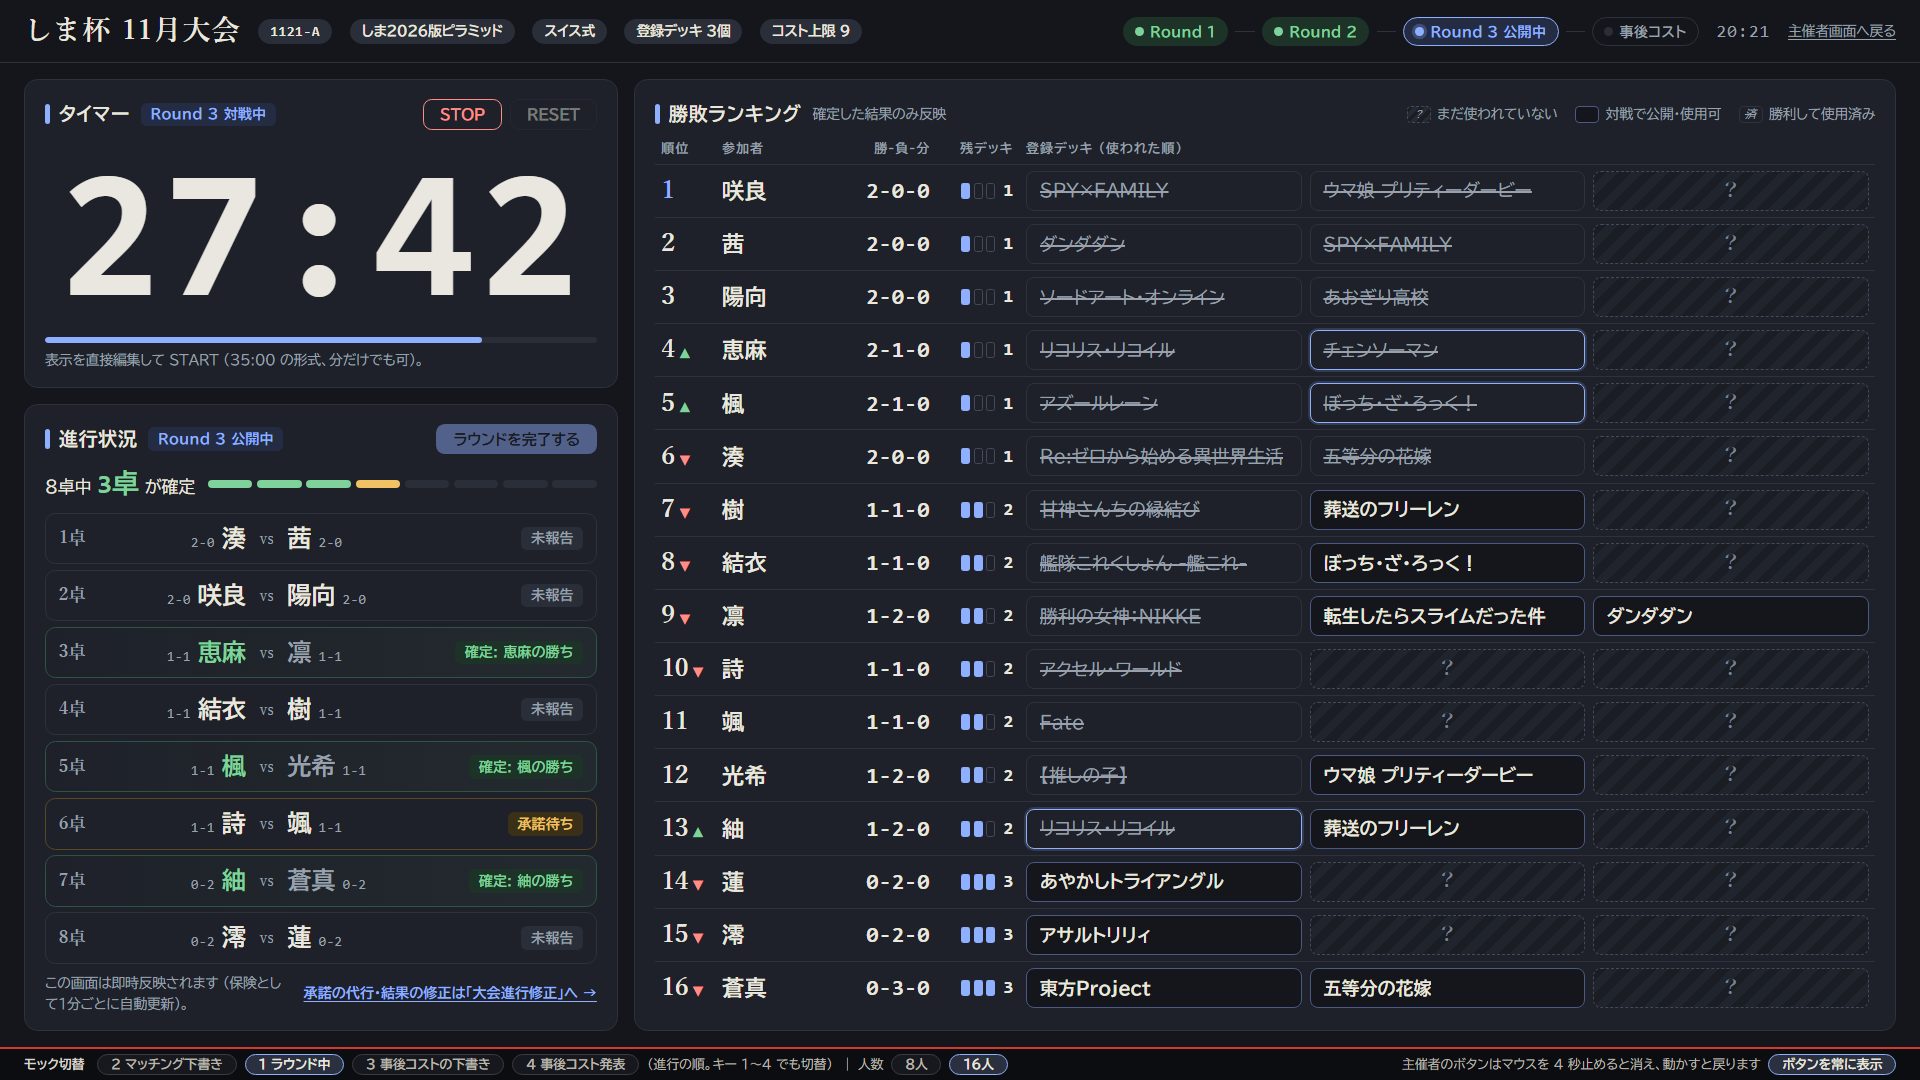 しま杯 11月大会 1121-A しま2026版ピラミッド スイス式 登録デッキ 3個 コスト上限 9 Round 1 Round 2 Round 3 公開中 事後コスト 20:21 主催者画面へ戻る
タイマー Round 3 対戦中 STOP RESET
27:42
表示を直接編集して START（35:00 の形式、分だけでも可）。
進行状況 Round 3 公開中 ラウンドを完了する
8卓中 3卓 が確定
1卓 2-0 湊 vs 茜 2-0 未報告
2卓 2-0 咲良 vs 陽向 2-0 未報告
3卓 1-1 恵麻 vs 凛 1-1 確定: 恵麻の勝ち
4卓 1-1 結衣 vs 樹 1-1 未報告
5卓 1-1 楓 vs 光希 1-1 確定: 楓の勝ち
6卓 1-1 詩 vs 颯 1-1 承諾待ち
7卓 0-2 紬 vs 蒼真 0-2 確定: 紬の勝ち
8卓 0-2 澪 vs 蓮 0-2 未報告
この画面は即時反映されます（保険とし
て1分ごとに自動更新）。
承諾の代行・結果の修正は「大会進行修正」へ →
勝敗ランキング 確定した結果のみ反映 ? まだ使われていない 対戦で公開・使用可 済 勝利して使用済み
順位 参加者 勝-負-分 残デッキ 登録デッキ（使われた順）
1 咲良 2-0-0 1 SPY×FAMILY ウマ娘 プリティーダービー ?
2 茜 2-0-0 1 ダンダダン SPY×FAMILY ?
3 陽向 2-0-0 1 ソードアート・オンライン あおぎり高校 ?
4▲ 恵麻 2-1-0 1 リコリス・リコイル チェンソーマン ?
5▲ 楓 2-1-0 1 アズールレーン ぼっち・ざ・ろっく！ ?
6▼ 湊 2-0-0 1 Re:ゼロから始める異世界生活 五等分の花嫁 ?
7▼ 樹 1-1-0 2 甘神さんちの縁結び 葬送のフリーレン ?
8▼ 結衣 1-1-0 2 艦隊これくしょん -艦これ- ぼっち・ざ・ろっく！ ?
9▼ 凛 1-2-0 2 勝利の女神：NIKKE 転生したらスライムだった件 ダンダダン
10▼ 詩 1-1-0 2 アクセル・ワールド ? ?
11 颯 1-1-0 2 Fate ? ?
12 光希 1-2-0 2 【推しの子】 ウマ娘 プリティーダービー ?
13▲ 紬 1-2-0 2 リコリス・リコイル 葬送のフリーレン ?
14▼ 蓮 0-2-0 3 あやかしトライアングル ? ?
15▼ 澪 0-2-0 3 アサルトリリィ ? ?
16▼ 蒼真 0-3-0 3 東方Project 五等分の花嫁 ?
モック切替 2 マッチング下書き 1 ラウンド中 3 事後コストの下書き 4 事後コスト発表 （進行の順。キー 1～4 でも切替） | 人数 8人 16人 主催者のボタンはマウスを 4 秒止めると消え、動かすと戻ります ボタンを常に表示